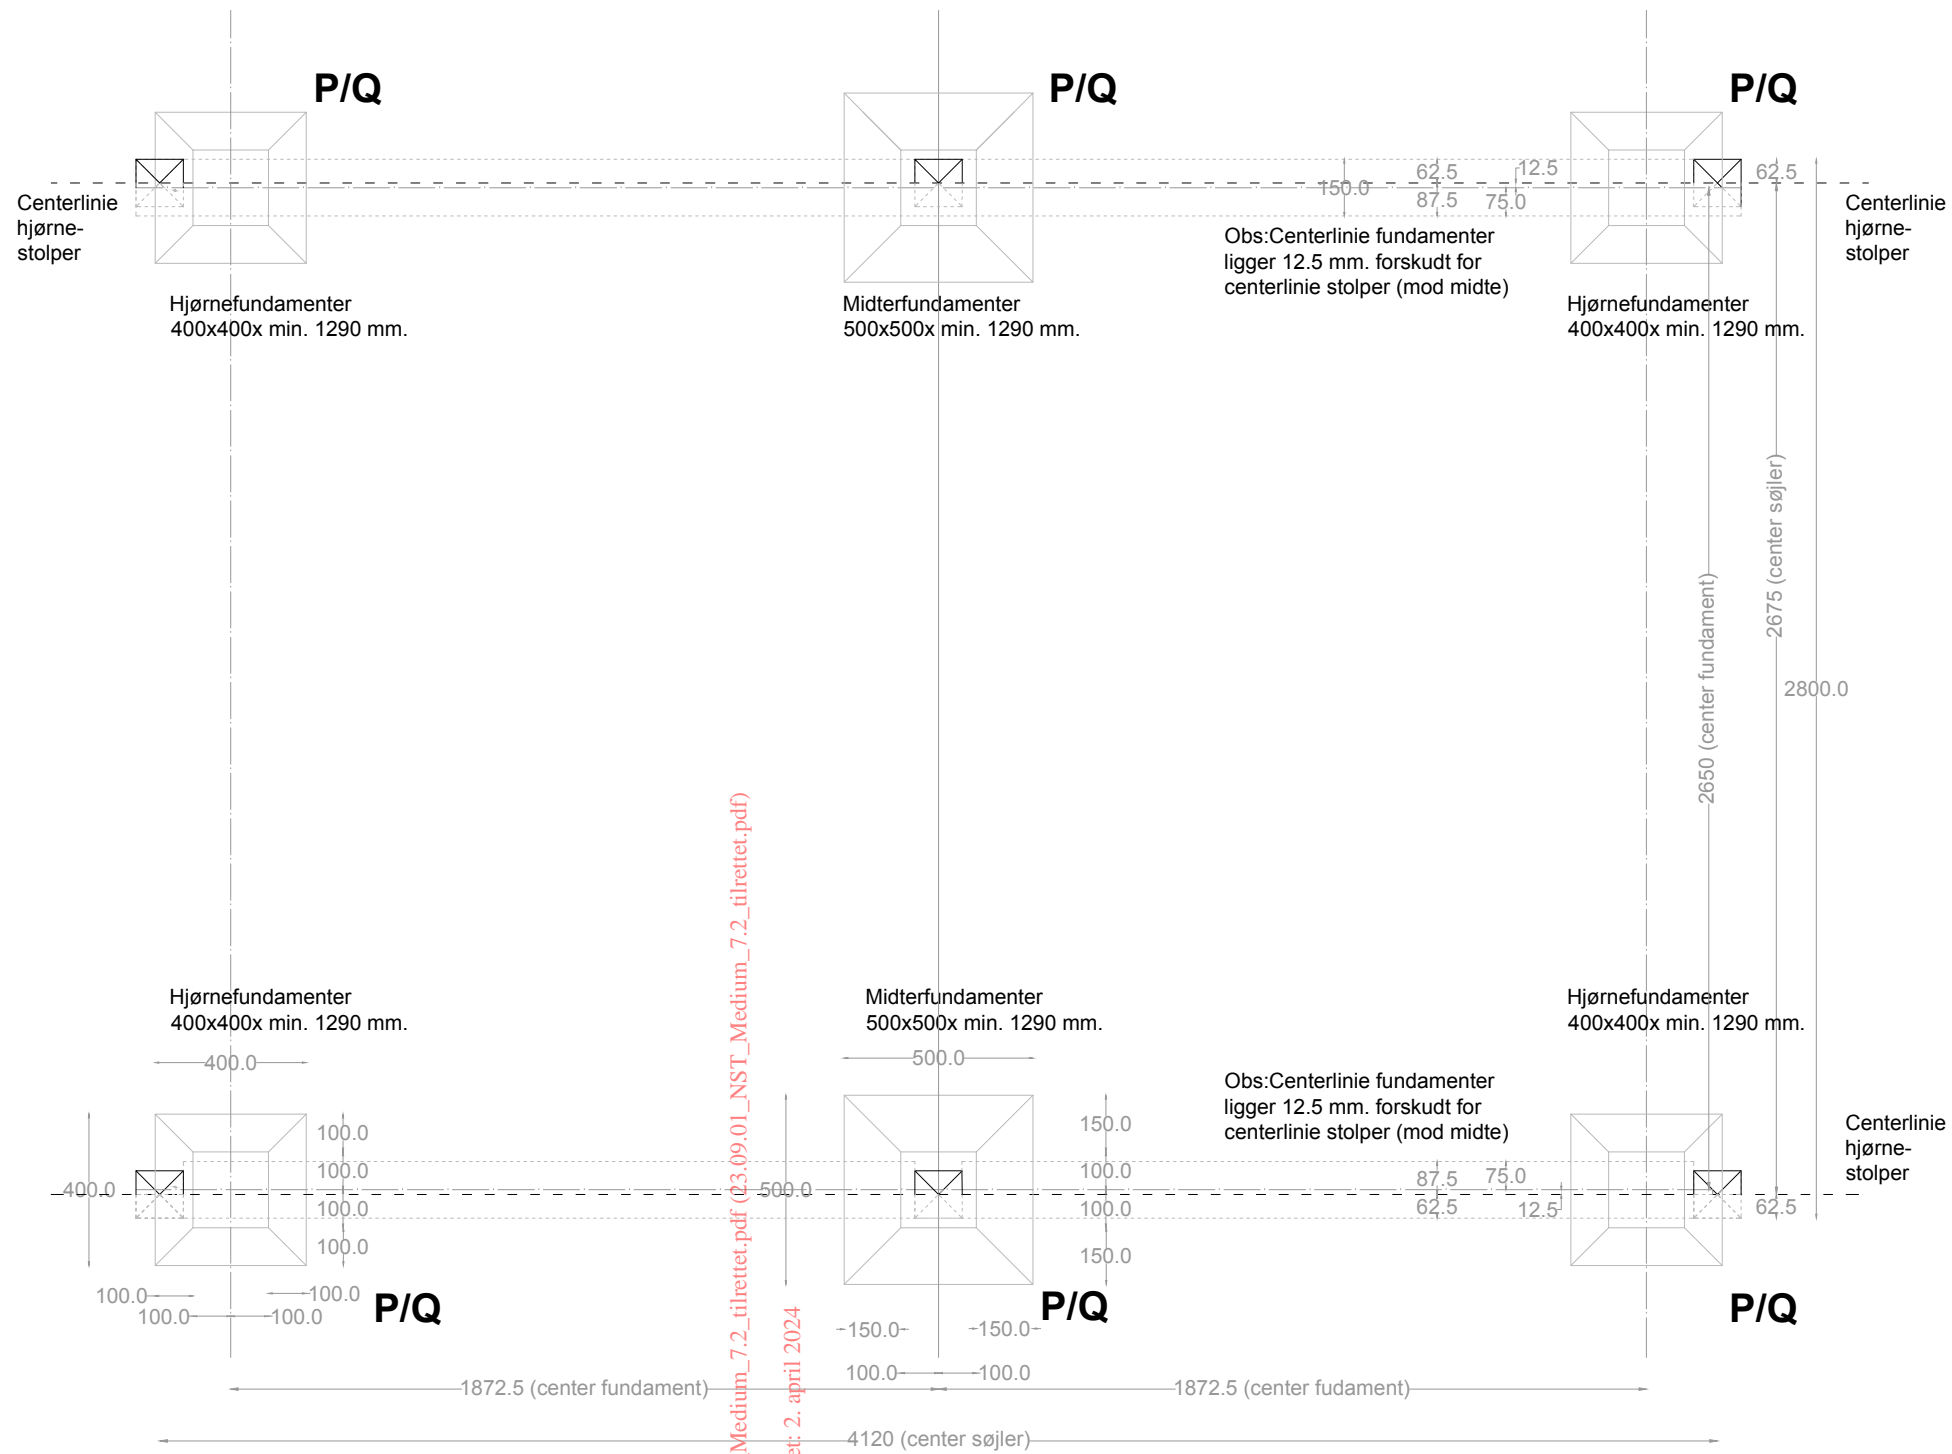 P/Q
P/Q
P/Q
Centerlinie
hjørne-
stolper
62.5
12.5
150.0
87.5
75.0
62.5
Centerlinie
hjørne-
stolper
Obs:Centerlinie fundamenter
ligger 12.5 mm. forskudt for
centerlinie stolper (mod midte)
Hjørnefundamenter
400x400x min. 1290 mm.
Midterfundamenter
500x500x min. 1290 mm.
Hjørnefundamenter
400x400x min. 1290 mm.
2650 (center fundament)
2675 (center søjler)
2800.0
Medium_7.2_tilrettet.pdf (23.09.01_NST_Medium_7.2_tilrettet.pdf)
et: 2. april 2024
Hjørnefundamenter
400x400x min. 1290 mm.
Midterfundamenter
500x500x min. 1290 mm.
Hjørnefundamenter
400x400x min. 1290 mm.
400.0
500.0
Obs:Centerlinie fundamenter
ligger 12.5 mm. forskudt for
centerlinie stolper (mod midte)
Centerlinie
hjørne-
stolper
400.0
100.0
100.0
100.0
100.0
500.0
150.0
100.0
100.0
150.0
87.5
75.0
62.5
12.5
62.5
100.0
100.0
100.0
100.0
P/Q
P/Q
P/Q
150.0
150.0
100.0
100.0
1872.5 (center fundament)
1872.5 (center fudament)
4120 (center søjler)